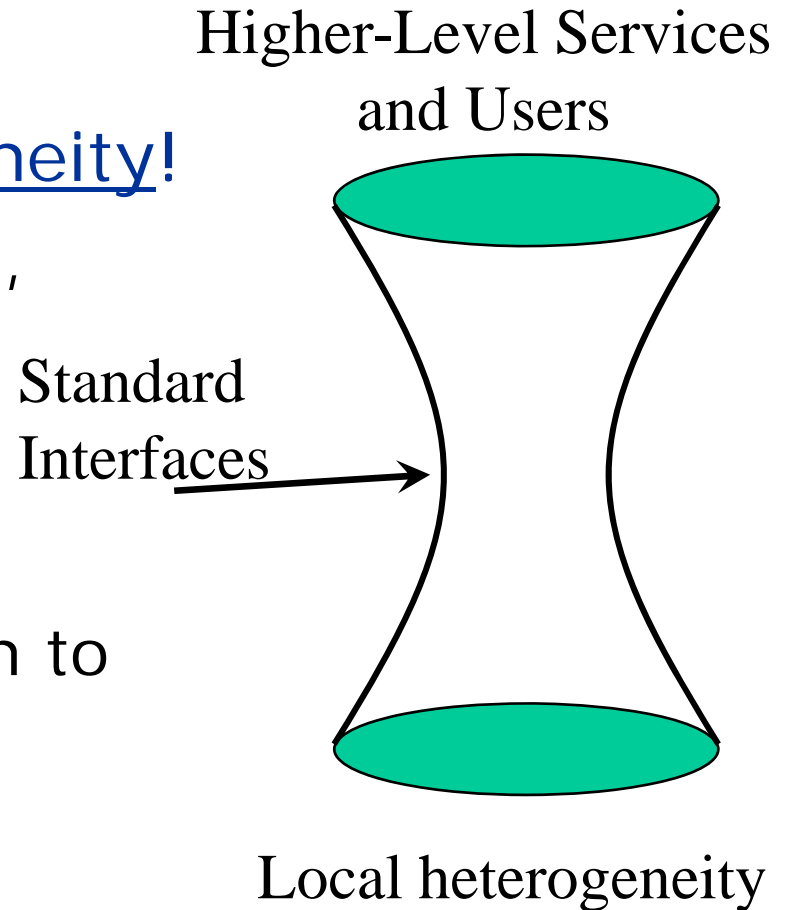 Higher-Level Services
and Users
neity!
,
Standard
Interfaces
n to
Local heterogeneity